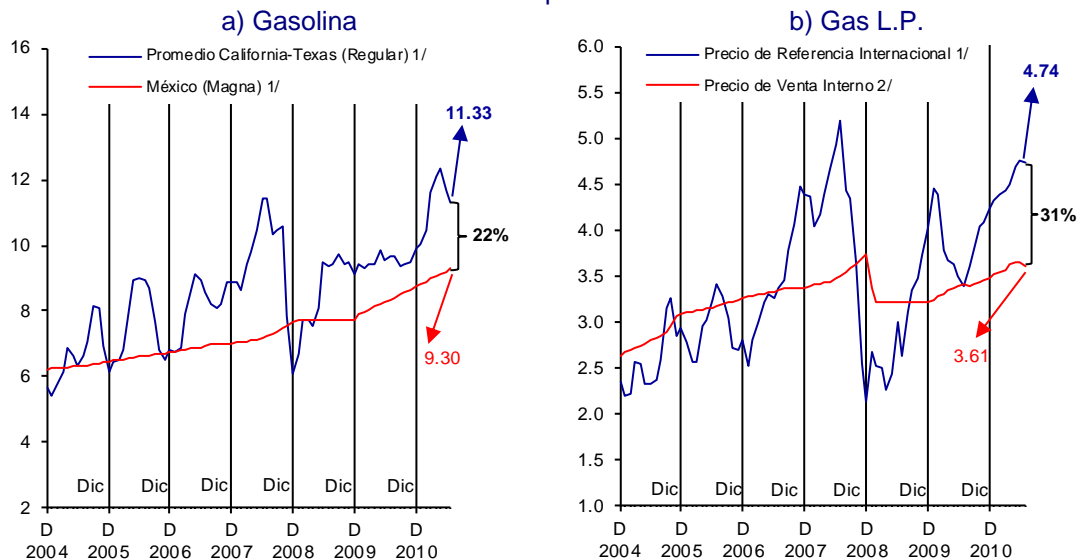 a) Gasolina
16
14
12
10
8
6
4
2
Promedio California-Texas (Regular) 1/
México (Magna) 1/
11.33
22%
9.30
Dic Dic Dic Dic Dic Dic
D D D D D D D
2004 2005 2006 2007 2008 2009 2010
b) Gas L.P.
6.0
5.5
5.0
4.5
4.0
3.5
3.0
2.5
2.0
1.5
1.0
Precio de Referencia Internacional 1/
Precio de Venta Interno 2/
4.74
31%
3.61
Dic Dic Dic Dic Dic Dic
D D D D D D D
2004 2005 2006 2007 2008 2009 2010